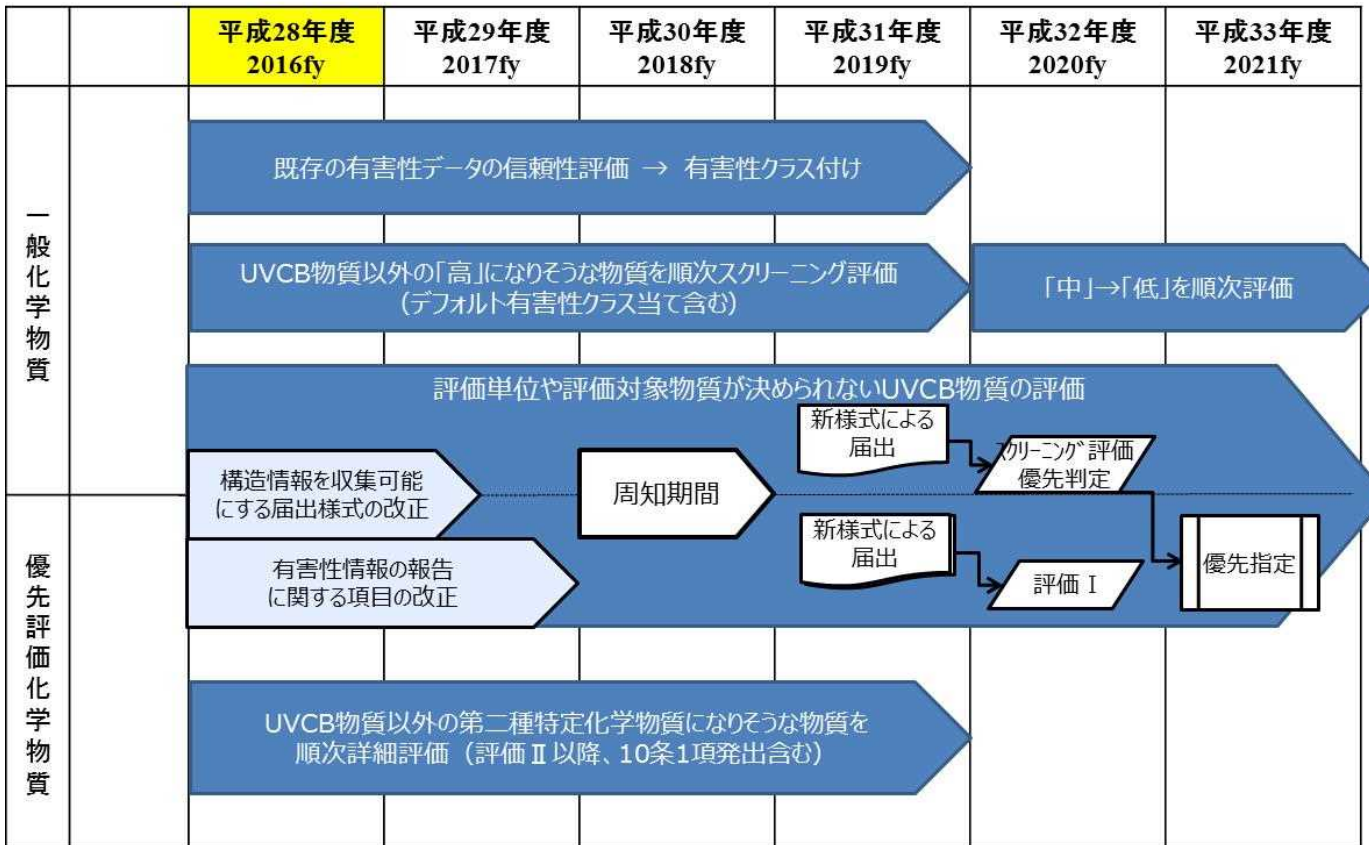 平成28年度
2016fy
平成29年度
2017fy
平成30年度
2018fy
平成31年度
2019fy
平成32年度
2020fy
平成33年度
2021fy
一般化学物質
既存の有害性データの信頼性評価 → 有害性クラス付け
UVCB物質以外の「高」になりそうな物質を順次スクリーニング評価
（デフォルト有害性クラス当て含む）
「中」→「低」を順次評価
評価単位や評価対象物質が決められないUVCB物質の評価
新様式による
届出
スクリーニング評価
優先判定
構造情報を収集可能
にする届出様式の改正
周知期間
優先評価化学物質
有害性情報の報告
に関する項目の改正
新様式による
届出
評価Ⅰ
優先指定
UVCB物質以外の第二種特定化学物質になりそうな物質を
順次詳細評価（評価Ⅱ以降、10条1項発出含む）